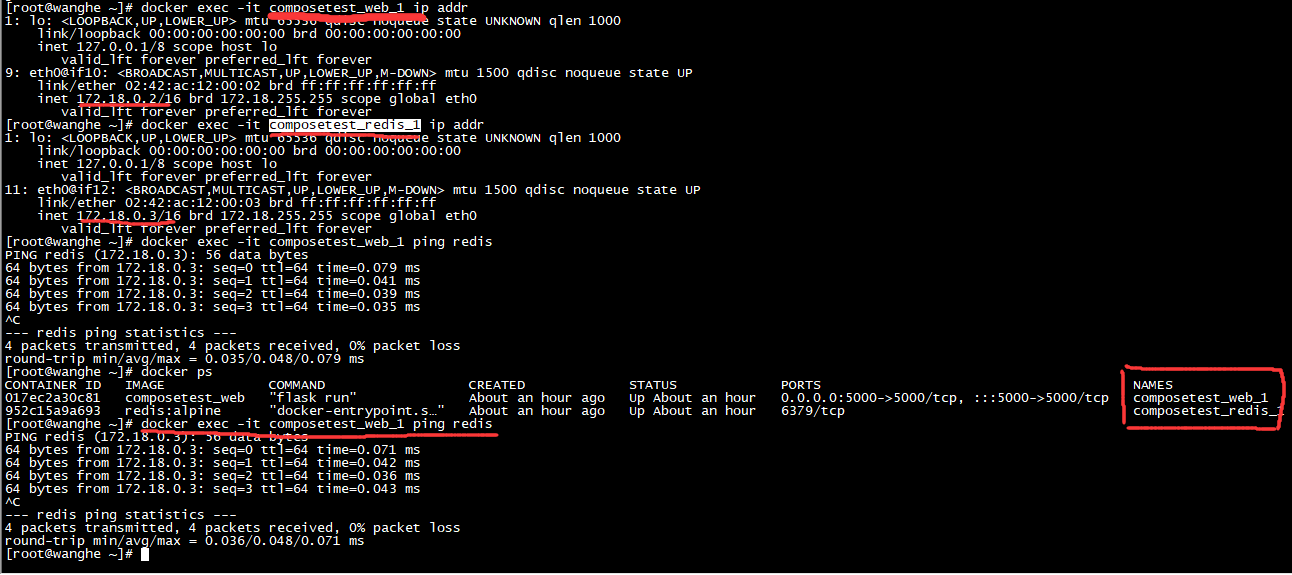 [root@wanghe ~]# docker exec -it composetest_web_1 ip addr
1: lo: <LOOPBACK,UP,LOWER_UP> mtu 65536 qdisc noqueue state UNKNOWN qlen 1000
    link/loopback 00:00:00:00:00:00 brd 00:00:00:00:00:00
    inet 127.0.0.1/8 scope host lo
       valid_lft forever preferred_lft forever
9: eth0@if10: <BROADCAST,MULTICAST,UP,LOWER_UP,M-DOWN> mtu 1500 qdisc noqueue state UP
    link/ether 02:42:ac:12:00:02 brd ff:ff:ff:ff:ff:ff
    inet 172.18.0.2/16 brd 172.18.255.255 scope global eth0
       valid_lft forever preferred_lft forever
[root@wanghe ~]# docker exec -it composetest_redis_1 ip addr
1: lo: <LOOPBACK,UP,LOWER_UP> mtu 65536 qdisc noqueue state UNKNOWN qlen 1000
    link/loopback 00:00:00:00:00:00 brd 00:00:00:00:00:00
    inet 127.0.0.1/8 scope host lo
       valid_lft forever preferred_lft forever
11: eth0@if12: <BROADCAST,MULTICAST,UP,LOWER_UP,M-DOWN> mtu 1500 qdisc noqueue state UP
    link/ether 02:42:ac:12:00:03 brd ff:ff:ff:ff:ff:ff
    inet 172.18.0.3/16 brd 172.18.255.255 scope global eth0
       valid_lft forever preferred_lft forever
[root@wanghe ~]# docker exec -it composetest_web_1 ping redis
PING redis (172.18.0.3): 56 data bytes
64 bytes from 172.18.0.3: seq=0 ttl=64 time=0.079 ms
64 bytes from 172.18.0.3: seq=1 ttl=64 time=0.041 ms
64 bytes from 172.18.0.3: seq=2 ttl=64 time=0.039 ms
64 bytes from 172.18.0.3: seq=3 ttl=64 time=0.035 ms
^C
--- redis ping statistics ---
4 packets transmitted, 4 packets received, 0% packet loss
round-trip min/avg/max = 0.035/0.048/0.079 ms
[root@wanghe ~]# docker ps
CONTAINER ID   IMAGE             COMMAND                  CREATED             STATUS             PORTS                                       NAMES
017ec2a30c81   composetest_web   "flask run"              About an hour ago   Up About an hour   0.0.0.0:5000->5000/tcp, :::5000->5000/tcp   composetest_web_1
952c15a9a693   redis:alpine      "docker-entrypoint.s…"   About an hour ago   Up About an hour   6379/tcp                                    composetest_redis_1
[root@wanghe ~]# docker exec -it composetest_web_1 ping redis
PING redis (172.18.0.3): 56 data bytes
64 bytes from 172.18.0.3: seq=0 ttl=64 time=0.071 ms
64 bytes from 172.18.0.3: seq=1 ttl=64 time=0.042 ms
64 bytes from 172.18.0.3: seq=2 ttl=64 time=0.036 ms
64 bytes from 172.18.0.3: seq=3 ttl=64 time=0.043 ms
^C
--- redis ping statistics ---
4 packets transmitted, 4 packets received, 0% packet loss
round-trip min/avg/max = 0.036/0.048/0.071 ms
[root@wanghe ~]#